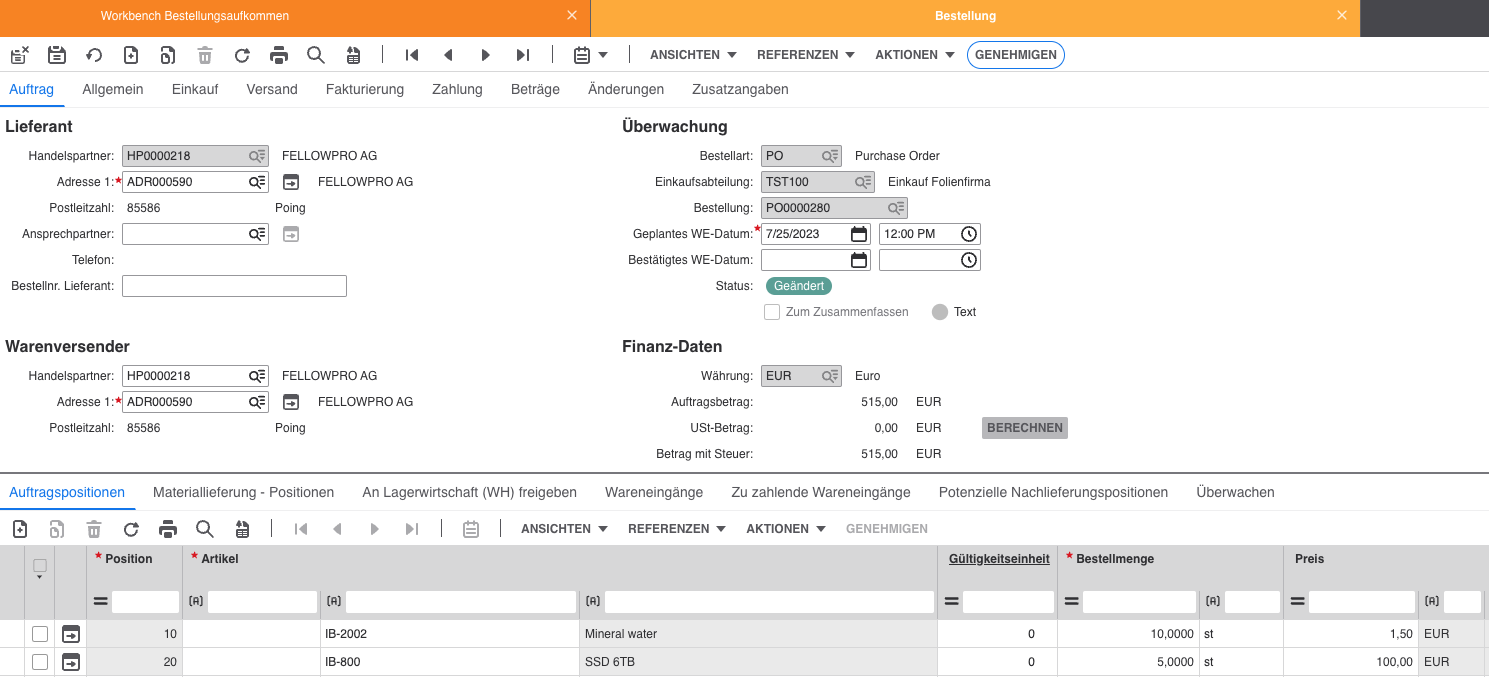 Workbench Bestellungsaufkommen
Bestellung
ANSICHTEN REFERENZEN AKTIONEN GENEHMIGEN
Auftrag Allgemein Einkauf Versand Fakturierung Zahlung Beträge Änderungen Zusatzangaben
Lieferant
Handelspartner: HP0000218 FELLOWPRO AG
Adresse 1:* ADR000590 FELLOWPRO AG
Postleitzahl: 85586 Poing
Ansprechpartner:
Telefon:
Bestellnr. Lieferant:
Überwachung
Bestellart: PO Purchase Order
Einkaufsabteilung: TST100 Einkauf Folienfirma
Bestellung: PO0000280
Geplantes WE-Datum:* 7/25/2023 12:00 PM
Bestätigtes WE-Datum:
Status: Geändert
Zum Zusammenfassen Text
Warenversender
Handelspartner: HP0000218 FELLOWPRO AG
Adresse 1:* ADR000590 FELLOWPRO AG
Postleitzahl: 85586 Poing
Finanz-Daten
Währung: EUR Euro
Auftragsbetrag: 515,00 EUR
USt-Betrag: 0,00 EUR BERECHNEN
Betrag mit Steuer: 515,00 EUR
Auftragspositionen Materiallieferung - Positionen An Lagerwirtschaft (WH) freigeben Wareneingänge Zu zahlende Wareneingänge Potenzielle Nachlieferungspositionen Überwachen
ANSICHTEN REFERENZEN AKTIONEN GENEHMIGEN
* Position * Artikel Gültigkeitseinheit * Bestellmenge Preis
= [A] [A] [A] = = [A] = [A]
10 IB-2002 Mineral water 0 10,0000 st 1,50 EUR
20 IB-800 SSD 6TB 0 5,0000 st 100,00 EUR